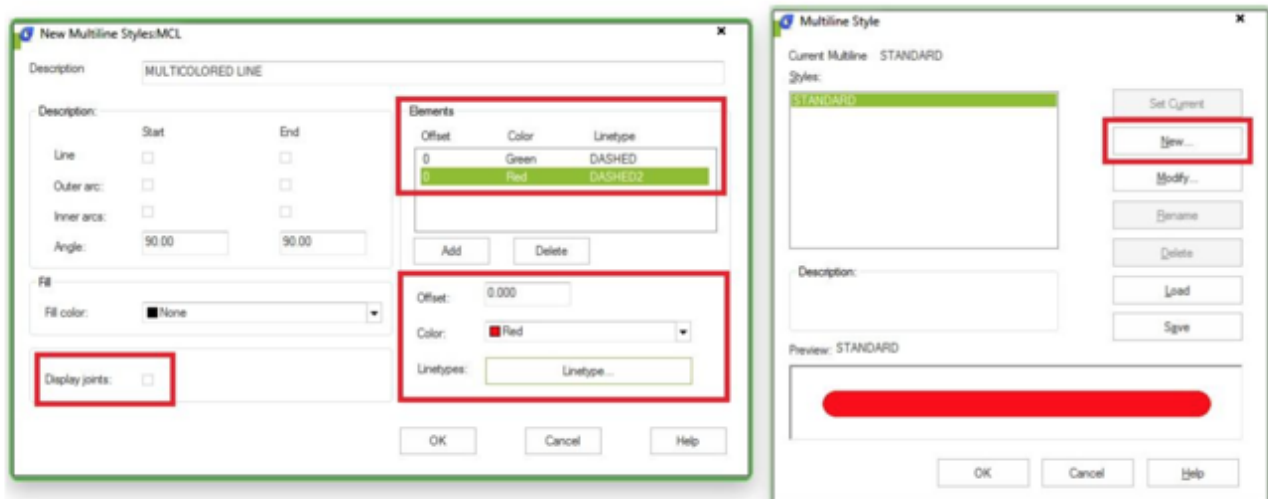 New Multiline Styles:MCL
Description
MULTICOLORED LINE
Description:
Start End
Line
Outer arc:
Inner arcs:
Angle: 90.00 90.00
Fill
Fill color: None
Display joints:
Elements
Offset Color Linetype
0 Green DASHED
0 Red DASHED2
Add Delete
Offset: 0.000
Color: Red
Linetypes: Linetype...
OK Cancel Help
Multiline Style
Current Multiline STANDARD
Styles:
STANDARD
Set Current
New...
Modify...
Rename
Delete
Load
Save
Description:
Preview: STANDARD
OK Cancel Help